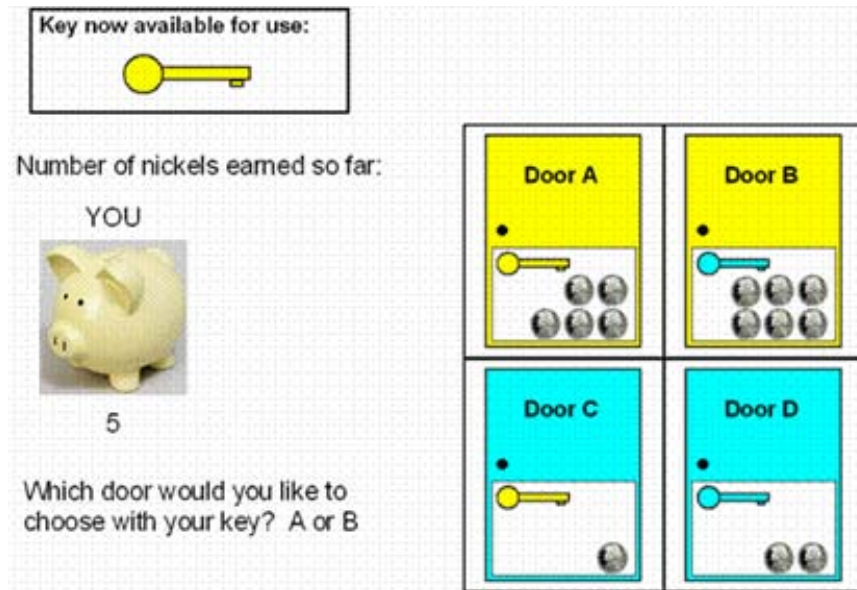 Key now available for use:
Number of nickels earned so far:
YOU
5
Which door would you like to
choose with your key? A or B
Door A
Door B
Door C
Door D